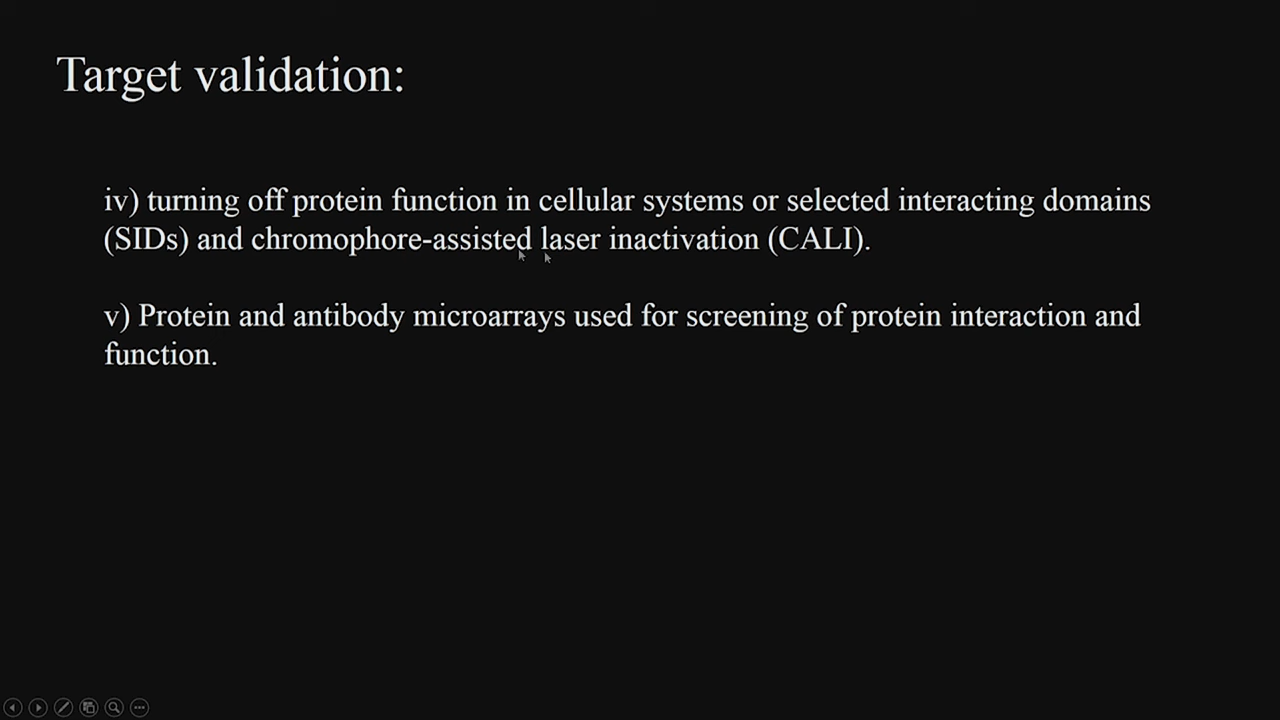 Target validation:
iv) turning off protein function in cellular systems or selected interacting domains
(SIDs) and chromophore-assisted laser inactivation (CALI).
v) Protein and antibody microarrays used for screening of protein interaction and
function.